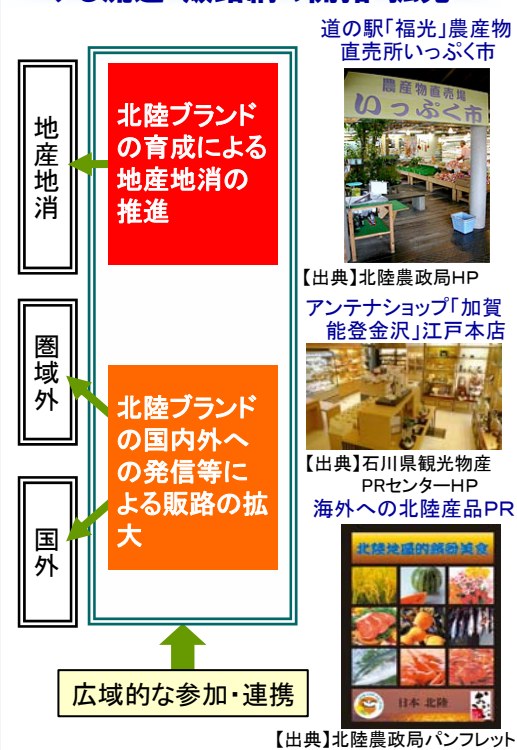 道の駅「福光」農産物
直売所いっぷく市
農産物直売場
いっぷく市
【出典】北陸農政局HP
地産地消
北陸ブランド
の育成による
地産地消の
推進
アンテナショップ「加賀
能登金沢」江戸本店
【出典】石川県観光物産
PRセンターHP
圏域外
北陸ブランド
の国内外へ
の発信等に
よる販路の拡
大
国外
海外への北陸産品PR
北陸地區的繽紛美食
日本 北陸
【出典】北陸農政局パンフレット
広域的な参加・連携